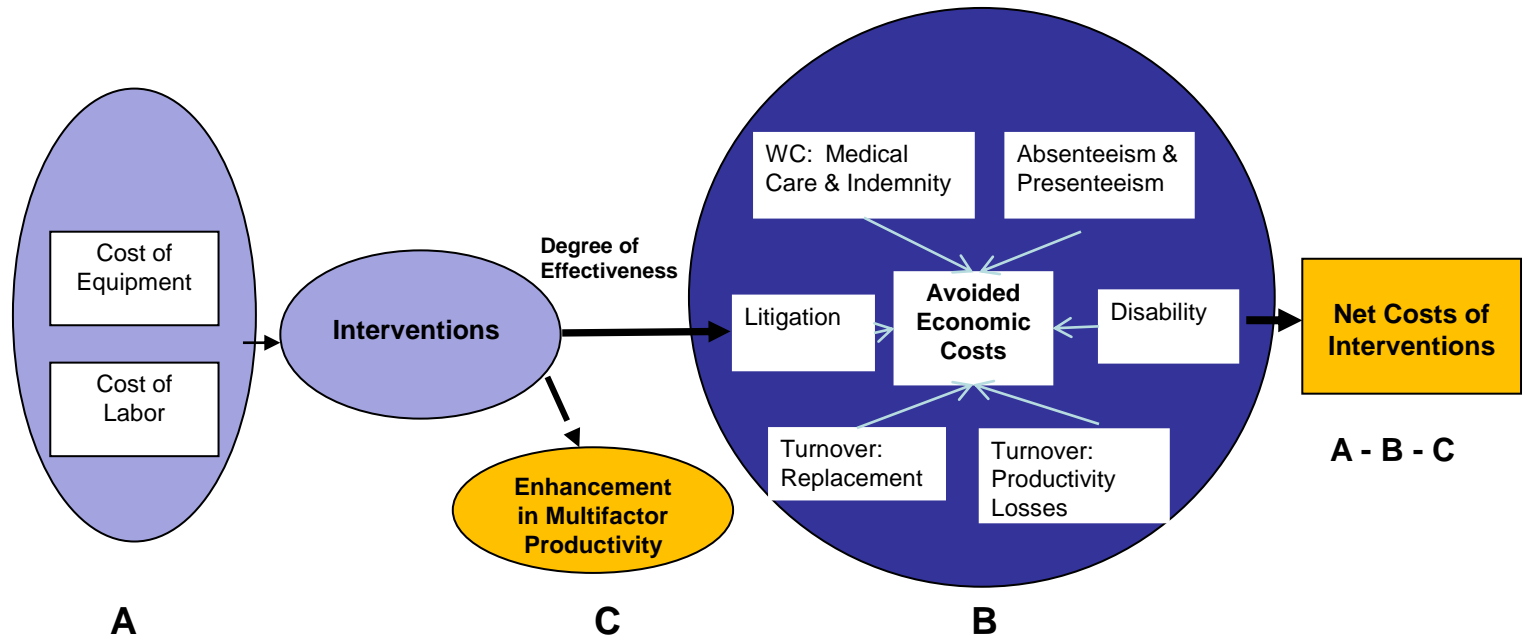 Cost of
Equipment
Cost of
Labor
Interventions
Degree of
Effectiveness
Enhancement
in Multifactor
Productivity
WC:  Medical
Care & Indemnity
Absenteeism &
Presenteeism
Litigation
Avoided
Economic
Costs
Disability
Turnover:
Replacement
Turnover:
Productivity
Losses
Net Costs of
Interventions
A - B - C
A
C
B